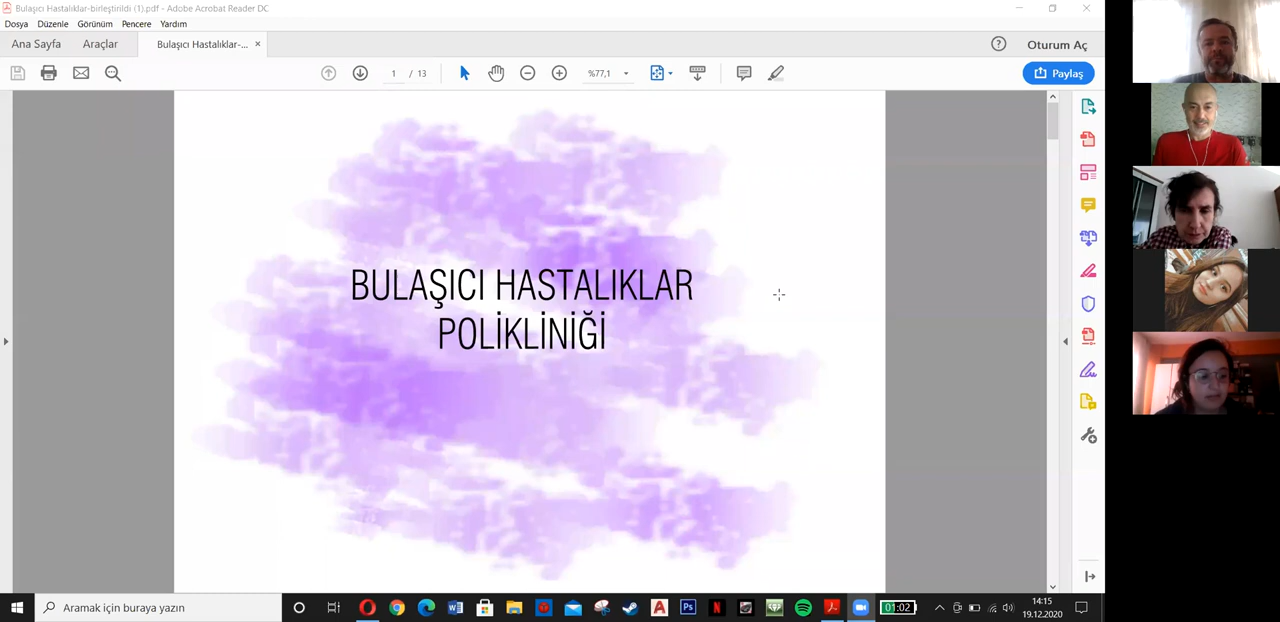 Bulaşıcı Hastalıklar-birleştirildi (1).pdf - Adobe Acrobat Reader DC
Dosya Düzenle Görünüm Pencere Yardım
Ana Sayfa Araçlar Bulaşıcı Hastalıklar-... × Oturum Aç
1 / 13 %77,1 Paylaş
BULAŞICI HASTALIKLAR
POLİKLİNİĞİ
Aramak için buraya yazın 01:02 14:15
19.12.2020